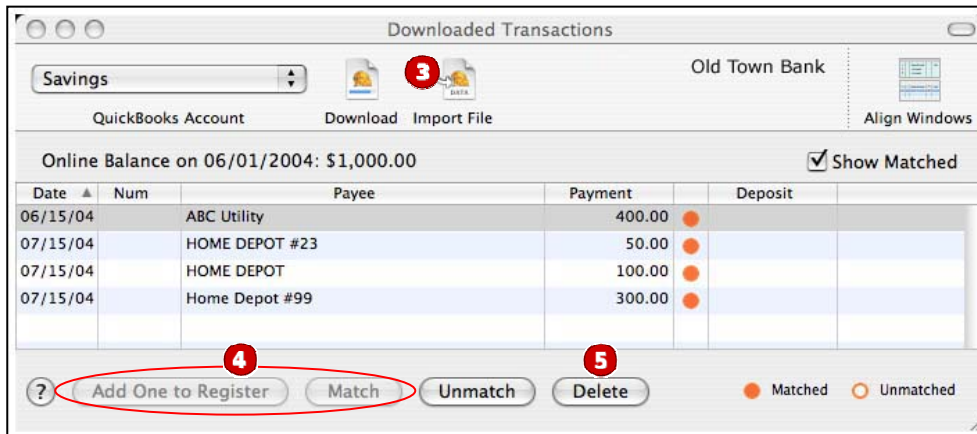 Downloaded Transactions
Savings
3
DATA
Old Town Bank
QuickBooks Account Download Import File Align Windows
Online Balance on 06/01/2004: $1,000.00 Show Matched
Date Num Payee Payment Deposit
06/15/04 ABC Utility 400.00
07/15/04 HOME DEPOT #23 50.00
07/15/04 HOME DEPOT 100.00
07/15/04 Home Depot #99 300.00
4 5
? Add One to Register Match Unmatch Delete Matched Unmatched